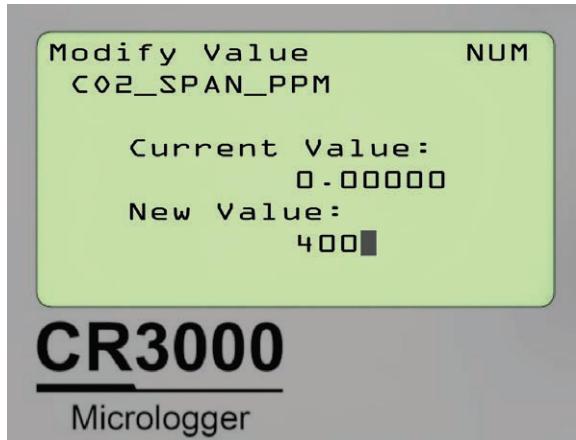 Modify Value NUM
CO2_SPAN_PPM
Current Value:
0.00000
New Value:
400
CR3000
Micrologger